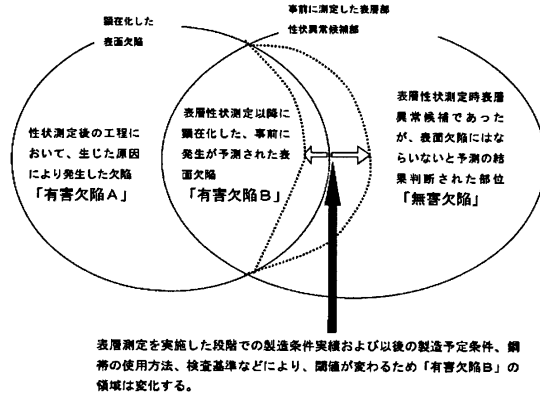 顕在化した
表面欠陥
事前に測定した表層部
性状異常候補部
性状測定後の工程に
おいて、生じた原因
により発生した欠陥
「有害欠陥A」
表層性状測定以降に
顕在化した、事前に
発生が予測された表
面欠陥
「有害欠陥B」
表層性状測定時表層
異常候補であった
が、表面欠陥にはな
らいないと予測の結
果判断された部位
「無害欠陥」
表層測定を実施した段階での製造条件実績および以後の製造予定条件、鋼
帯の使用方法、検査基準などにより、閾値が変わるため「有害欠陥B」の
領域は変化する。